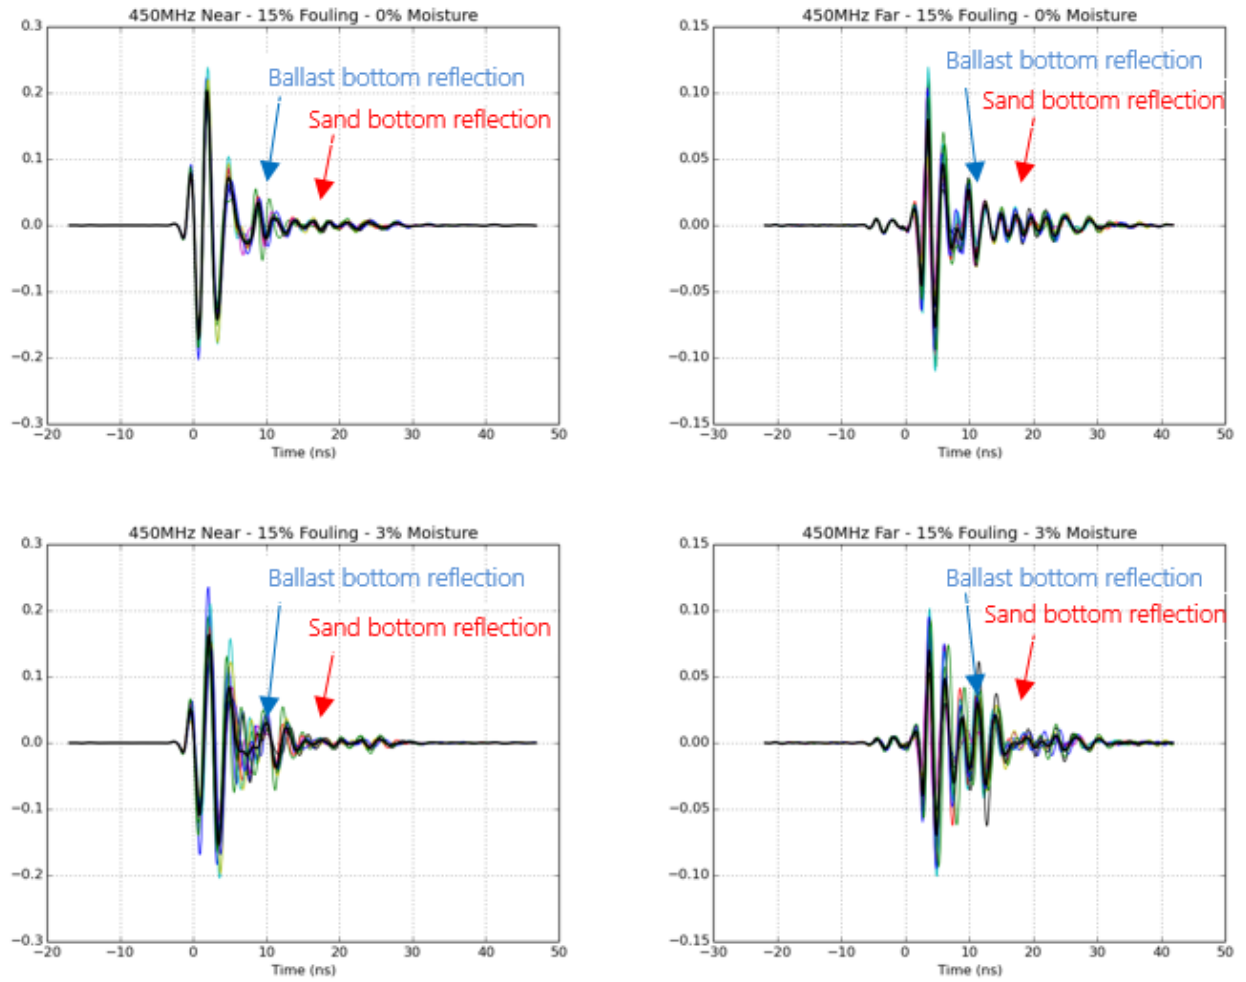 450MHz Near - 15% Fouling - 0% Moisture
0.3
0.2
0.1
0.0
−0.1
−0.2
−0.3
Ballast bottom reflection
Sand bottom reflection
−20 −10 0 10 20 30 40 50
Time (ns)
450MHz Far - 15% Fouling - 0% Moisture
0.15
0.10
0.05
0.00
−0.05
−0.10
−0.15
Ballast bottom reflection
Sand bottom reflection
−30 −20 −10 0 10 20 30 40 50
Time (ns)
450MHz Near - 15% Fouling - 3% Moisture
0.3
0.2
0.1
0.0
−0.1
−0.2
−0.3
Ballast bottom reflection
Sand bottom reflection
−20 −10 0 10 20 30 40 50
Time (ns)
450MHz Far - 15% Fouling - 3% Moisture
0.15
0.10
0.05
0.00
−0.05
−0.10
−0.15
Ballast bottom reflection
Sand bottom reflection
−30 −20 −10 0 10 20 30 40 50
Time (ns)